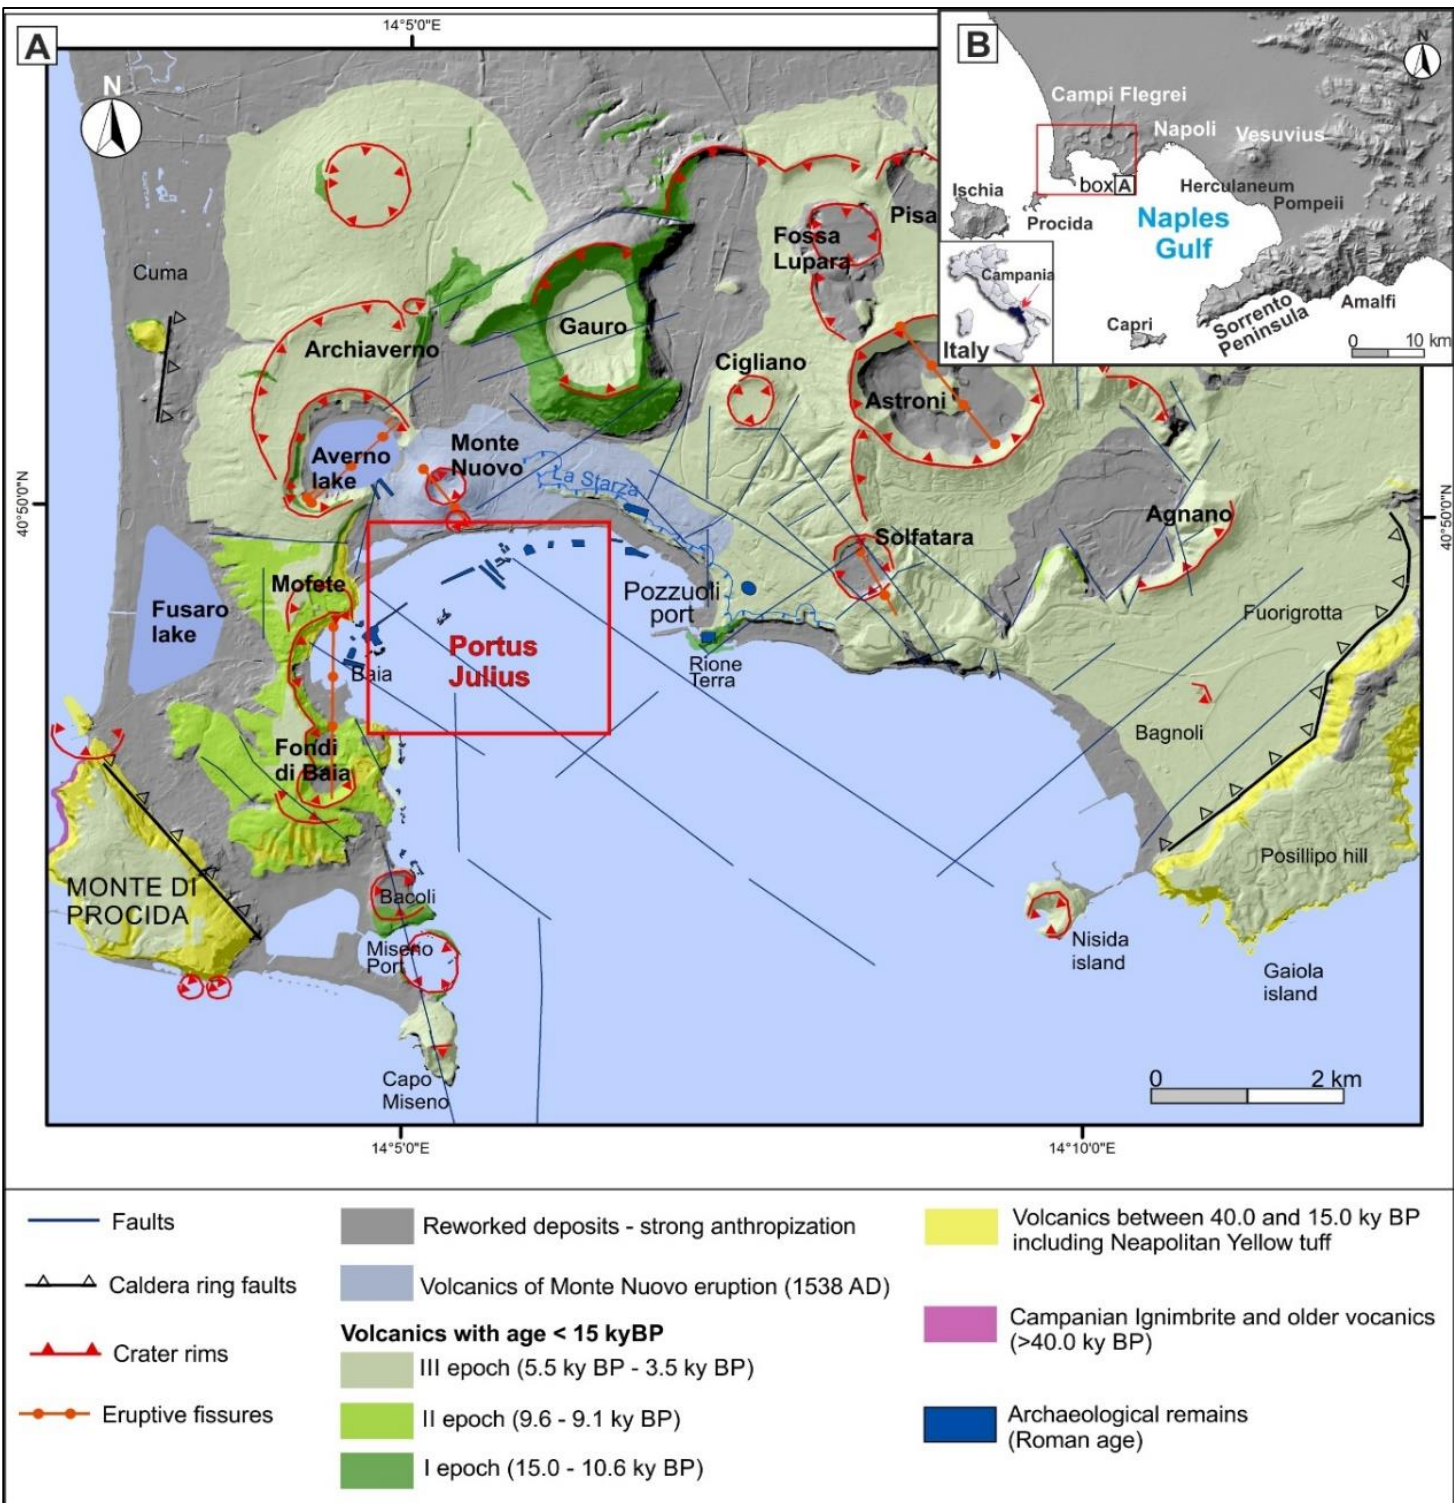 A
14°5'0"E
N
Cuma
Archiaverno
Gauro
Fossa
Lupara
Pisa
Cigliano
Astroni
Averno
lake
Monte
Nuovo
La Starza
40°50'0"N
40°50'0"N
Solfatara
Agnano
Mofete
Fusaro
lake
Pozzuoli
port
Fuorigrotta
Portus
Julius
Baia
Rione
Terra
Bagnoli
Fondi
di Baia
MONTE DI
PROCIDA
Bacoli
Miseno
Port
Posillipo hill
Nisida
island
Gaiola
island
Capo
Miseno
0 2 km
14°5'0"E
14°10'0"E
B
N
Campi Flegrei
Napoli
Vesuvius
box A
Ischia
Procida
Herculaneum
Pompeii
Naples
Gulf
Campania
Italy
Capri
Sorrento
Peninsula
Amalfi
0 10 km
Faults
Caldera ring faults
Crater rims
Eruptive fissures
Reworked deposits - strong anthropization
Volcanics of Monte Nuovo eruption (1538 AD)
Volcanics with age < 15 kyBP
III epoch (5.5 ky BP - 3.5 ky BP)
II epoch (9.6 - 9.1 ky BP)
I epoch (15.0 - 10.6 ky BP)
Volcanics between 40.0 and 15.0 ky BP
including Neapolitan Yellow tuff
Campanian Ignimbrite and older vocanics
(>40.0 ky BP)
Archaeological remains
(Roman age)